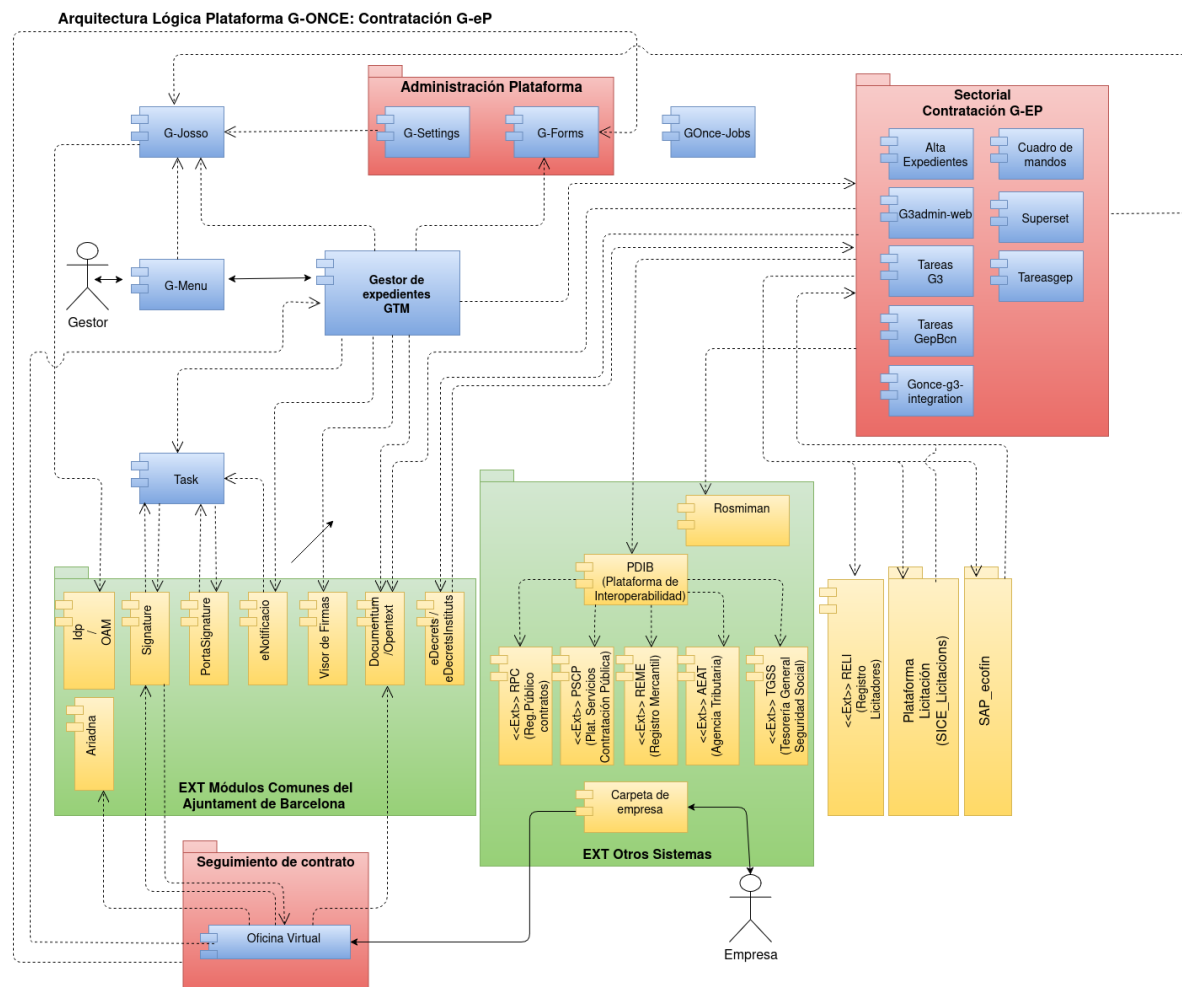 Arquitectura Lógica Plataforma G-ONCE: Contratación G-eP
Administración Plataforma
G-Josso
G-Settings
G-Forms
GOnce-Jobs
Sectorial
Contratación G-EP
Alta
Expedientes
Cuadro de
mandos
G3admin-web
Superset
Tareas
G3
Tareasgep
Tareas
GepBcn
Gonce-g3-
integration
G-Menu
Gestor de
expedientes
GTM
Gestor
Task
Rosmiman
PDIB
(Plataforma de
Interoperabilidad)
Idp
/
OAM
Signature
PortaSignature
eNotificacio
Visor de Firmas
Documentum
/Opentext
eDecrets /
eDecretsInstituts
Ariadna
EXT Módulos Comunes del
Ajuntament de Barcelona
<<Ext>> RPC
(Reg.Público
contratos)
<<Ext>> PSCP
(Plat. Servicios
Contratación Pública)
<<Ext>> REME
(Registro Mercantil)
<<Ext>> AEAT
(Agencia Tributaria)
<<Ext>> TGSS
(Tesorería General
Seguridad Social)
<<Ext>> RELI
(Registro
Licitadores)
Plataforma
Licitación
(SICE_Licitacions)
SAP_ecofin
Carpeta de
empresa
EXT Otros Sistemas
Seguimiento de contrato
Oficina Virtual
Empresa